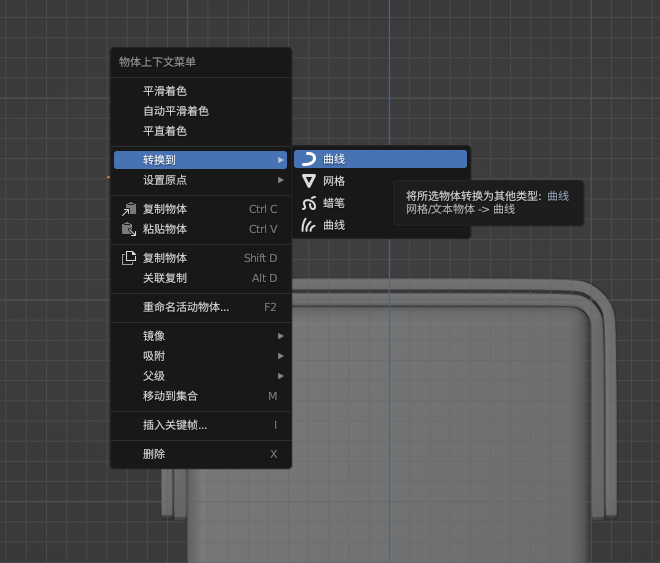 物体上下文菜单
平滑着色
自动平滑着色
平直着色
转换到
设置原点
复制物体 Ctrl C
粘贴物体 Ctrl V
复制物体 Shift D
关联复制 Alt D
重命名活动物体... F2
镜像
吸附
父级
移动到集合 M
插入关键帧... I
删除 X
曲线
网格
蜡笔
曲线
将所选物体转换为其他类型: 曲线
网格/文本物体 -> 曲线